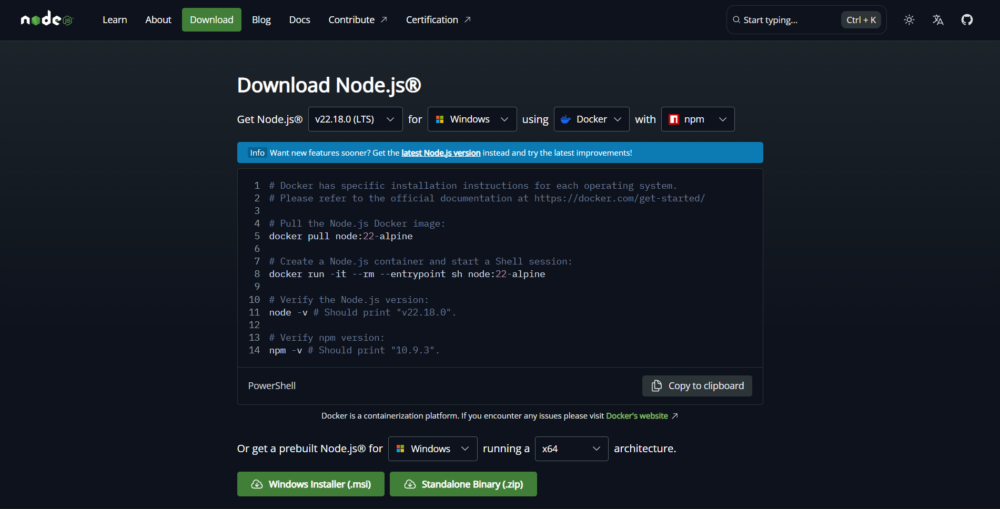 node JS
Learn About Download Blog Docs Contribute Certification Start typing... Ctrl + K
Download Node.js®
Get Node.js® v22.18.0 (LTS) for Windows using Docker with npm
Info Want new features sooner? Get the latest Node.js version instead and try the latest improvements!
1 # Docker has specific installation instructions for each operating system.
2 # Please refer to the official documentation at https://docker.com/get-started/
3
4 # Pull the Node.js Docker image:
5 docker pull node:22-alpine
6
7 # Create a Node.js container and start a Shell session:
8 docker run -it --rm --entrypoint sh node:22-alpine
9
10 # Verify the Node.js version:
11 node -v # Should print "v22.18.0".
12
13 # Verify npm version:
14 npm -v # Should print "10.9.3".
PowerShell Copy to clipboard
Docker is a containerization platform. If you encounter any issues please visit Docker's website
Or get a prebuilt Node.js® for Windows running a x64 architecture.
Windows Installer (.msi) Standalone Binary (.zip)